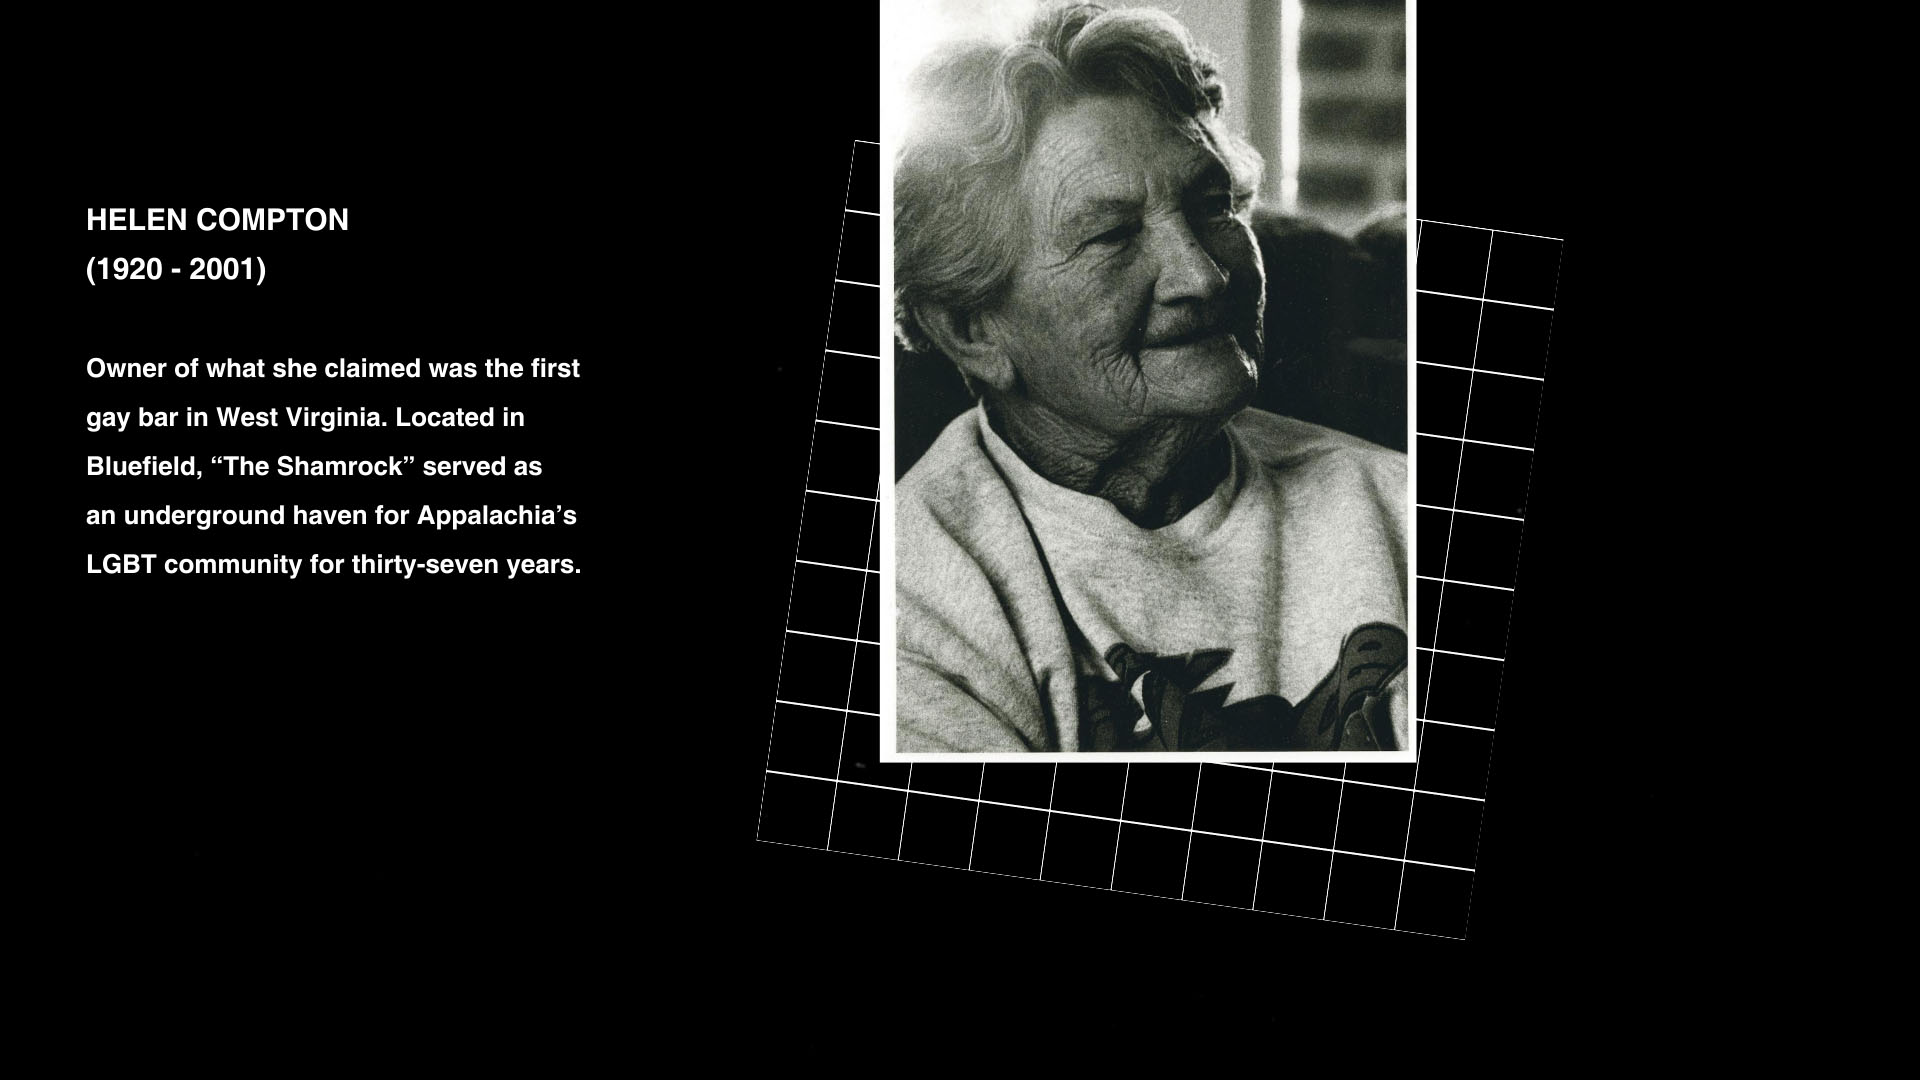 HELEN COMPTON
(1920 - 2001)
Owner of what she claimed was the first
gay bar in West Virginia. Located in
Bluefield, “The Shamrock” served as
an underground haven for Appalachia’s
LGBT community for thirty-seven years.